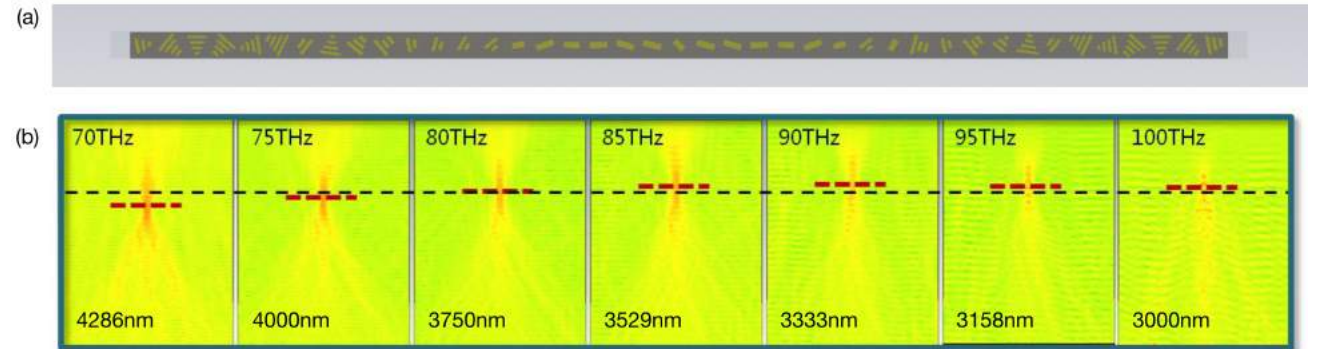 (a)
(b)
70THz 75THz 80THz 85THz 90THz 95THz 100THz
4286nm 4000nm 3750nm 3529nm 3333nm 3158nm 3000nm